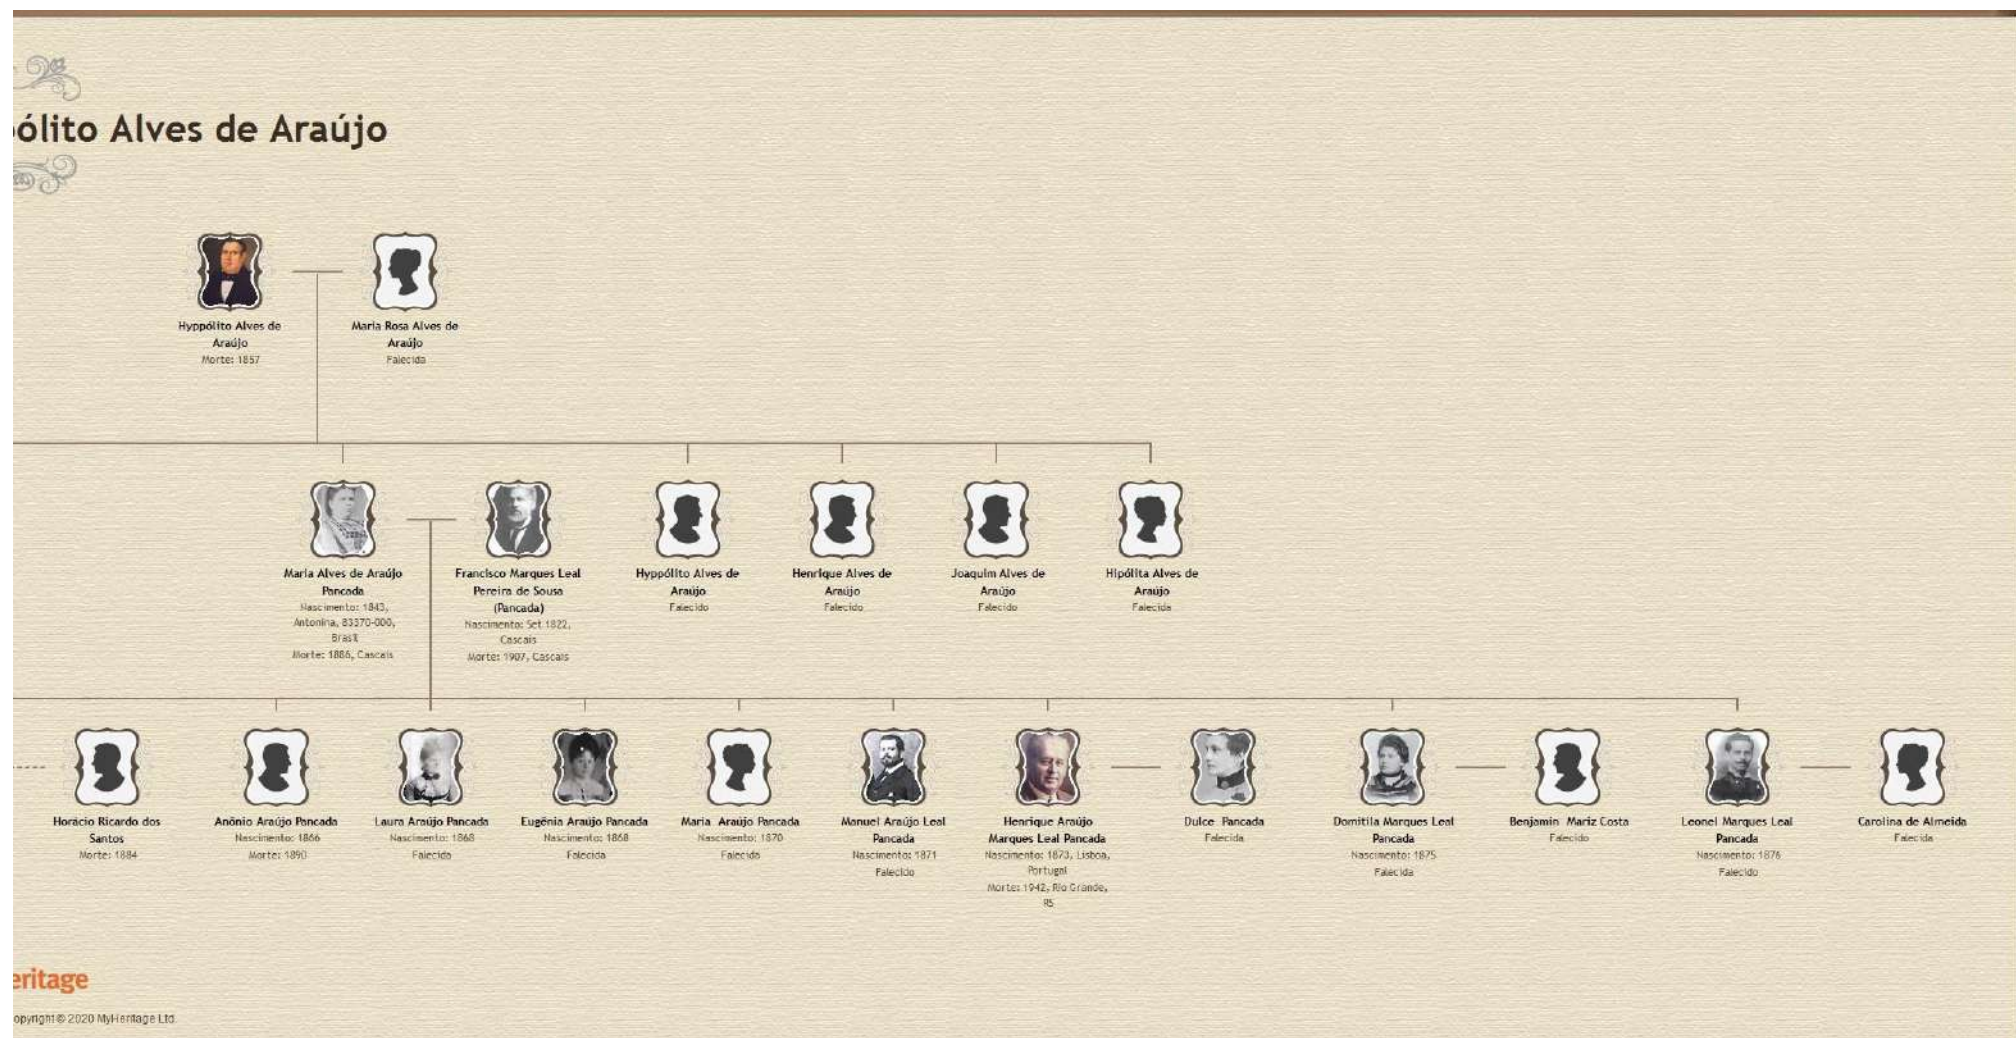 ólito Alves de Araújo
Hyppólito Alves de
Araújo
Morte: 1857
Maria Rosa Alves de
Araújo
Falecida
Maria Alves de Araújo
Pancada
Nascimento: 1843,
Antonina, 83370-000,
Brasil
Morte: 1886, Cascais
Francisco Marques Leal
Pereira de Sousa
(Pancada)
Nascimento: Set 1822,
Cascais
Morte: 1907, Cascais
Hyppólito Alves de
Araújo
Falecido
Henrique Alves de
Araújo
Falecido
Joaquim Alves de
Araújo
Falecido
Hipólita Alves de
Araújo
Falecida
Horácio Ricardo dos
Santos
Morte: 1884
Anônio Araújo Pancada
Nascimento: 1866
Morte: 1890
Laura Araújo Pancada
Nascimento: 1868
Falecida
Eugênia Araújo Pancada
Nascimento: 1868
Falecida
Maria Araújo Pancada
Nascimento: 1870
Falecida
Manuel Araújo Leal
Pancada
Nascimento: 1871
Falecido
Henrique Araújo
Marques Leal Pancada
Nascimento: 1873, Lisboa,
Portugal
Morte: 1942, Rio Grande,
RS
Dulce Pancada
Falecida
Domitila Marques Leal
Pancada
Nascimento: 1875
Falecida
Benjamin Mariz Costa
Falecido
Leonel Marques Leal
Pancada
Nascimento: 1876
Falecido
Carolina de Almeida
Falecida
eritage
opyright © 2020 MyHeritage Ltd.